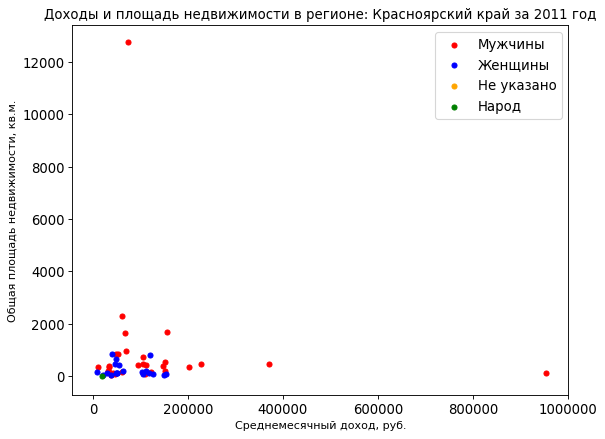 Доходы и площадь недвижимости в регионе: Красноярский край за 2011 год
Мужчины
Женщины
Не указано
Народ
Общая площадь недвижимости, кв.м.
12000
10000
8000
6000
4000
2000
0
0 200000 400000 600000 800000 1000000
Среднемесячный доход, руб.